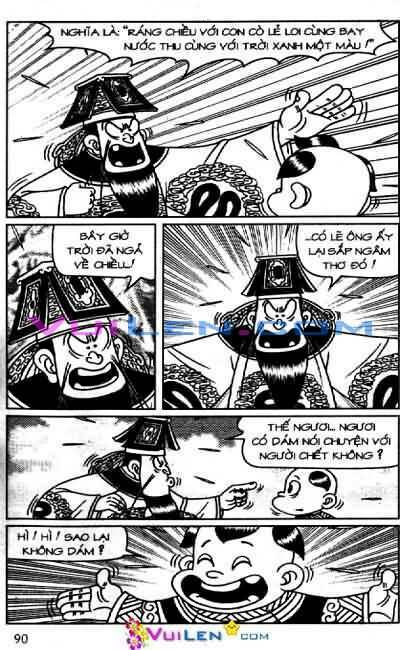 NGHĨA LÀ: "RÁNG CHIỀU VỚI CON CÒ LẺ LOI CÙNG BAY
NƯỚC THU CÙNG VỚI TRỜI XANH MỘT MÀU!"
BÂY GIỜ
TRỜI ĐÃ NGẢ
VỀ CHIỀU..!
...CÓ LẼ ÔNG ẤY
LẠI SẮP NGÂM
THƠ ĐÓ!
VUILEN.COM
THẾ NGƯƠI... NGƯƠI
CÓ DÁM NÓI CHUYỆN VỚI
NGƯỜI CHẾT KHÔNG?
HÌ! HÌ! SAO LẠI
KHÔNG DÁM?
90
VUILEN.COM